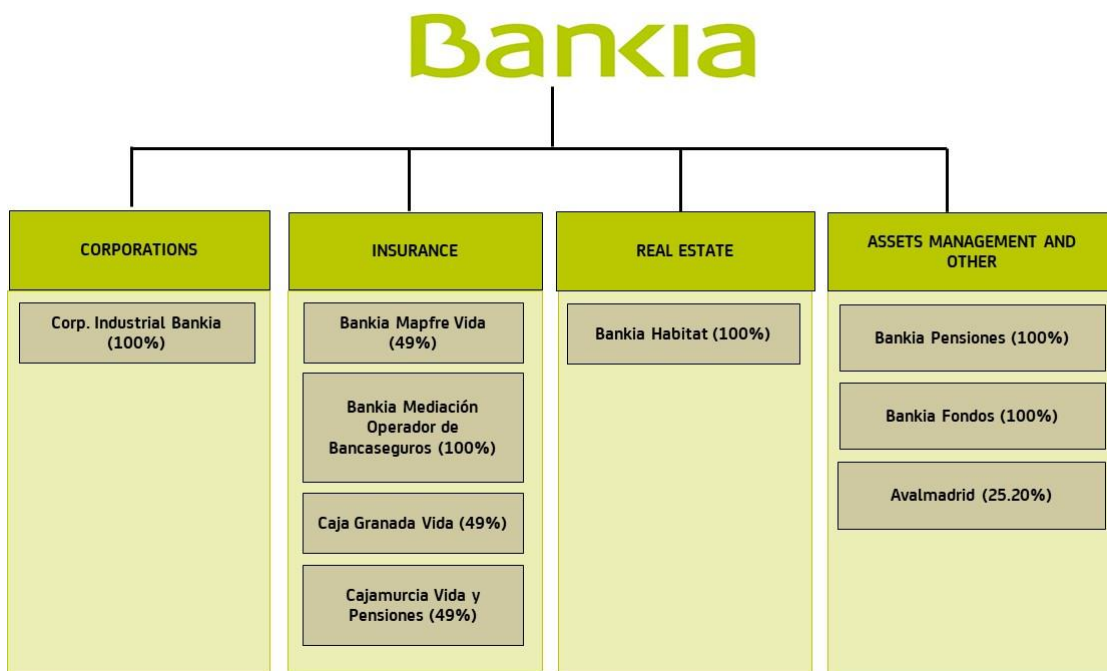 Bankia
CORPORATIONS
Corp. Industrial Bankia
(100%)
INSURANCE
Bankia Mapfre Vida
(49%)
Bankia Mediación
Operador de
Bancaseguros (100%)
Caja Granada Vida (49%)
Cajamurcia Vida y
Pensiones (49%)
REAL ESTATE
Bankia Habitat (100%)
ASSETS MANAGEMENT AND
OTHER
Bankia Pensiones (100%)
Bankia Fondos (100%)
Avalmadrid (25.20%)